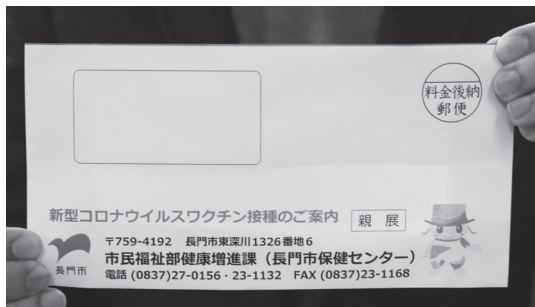 料金後納
郵便
新型コロナウイルスワクチン接種のご案内 親展
〒759-4192 長門市東深川1326番地6
市民福祉部健康増進課（長門市保健センター）
長門市
電話 (0837)27-0156・23-1132 FAX (0837)23-1168